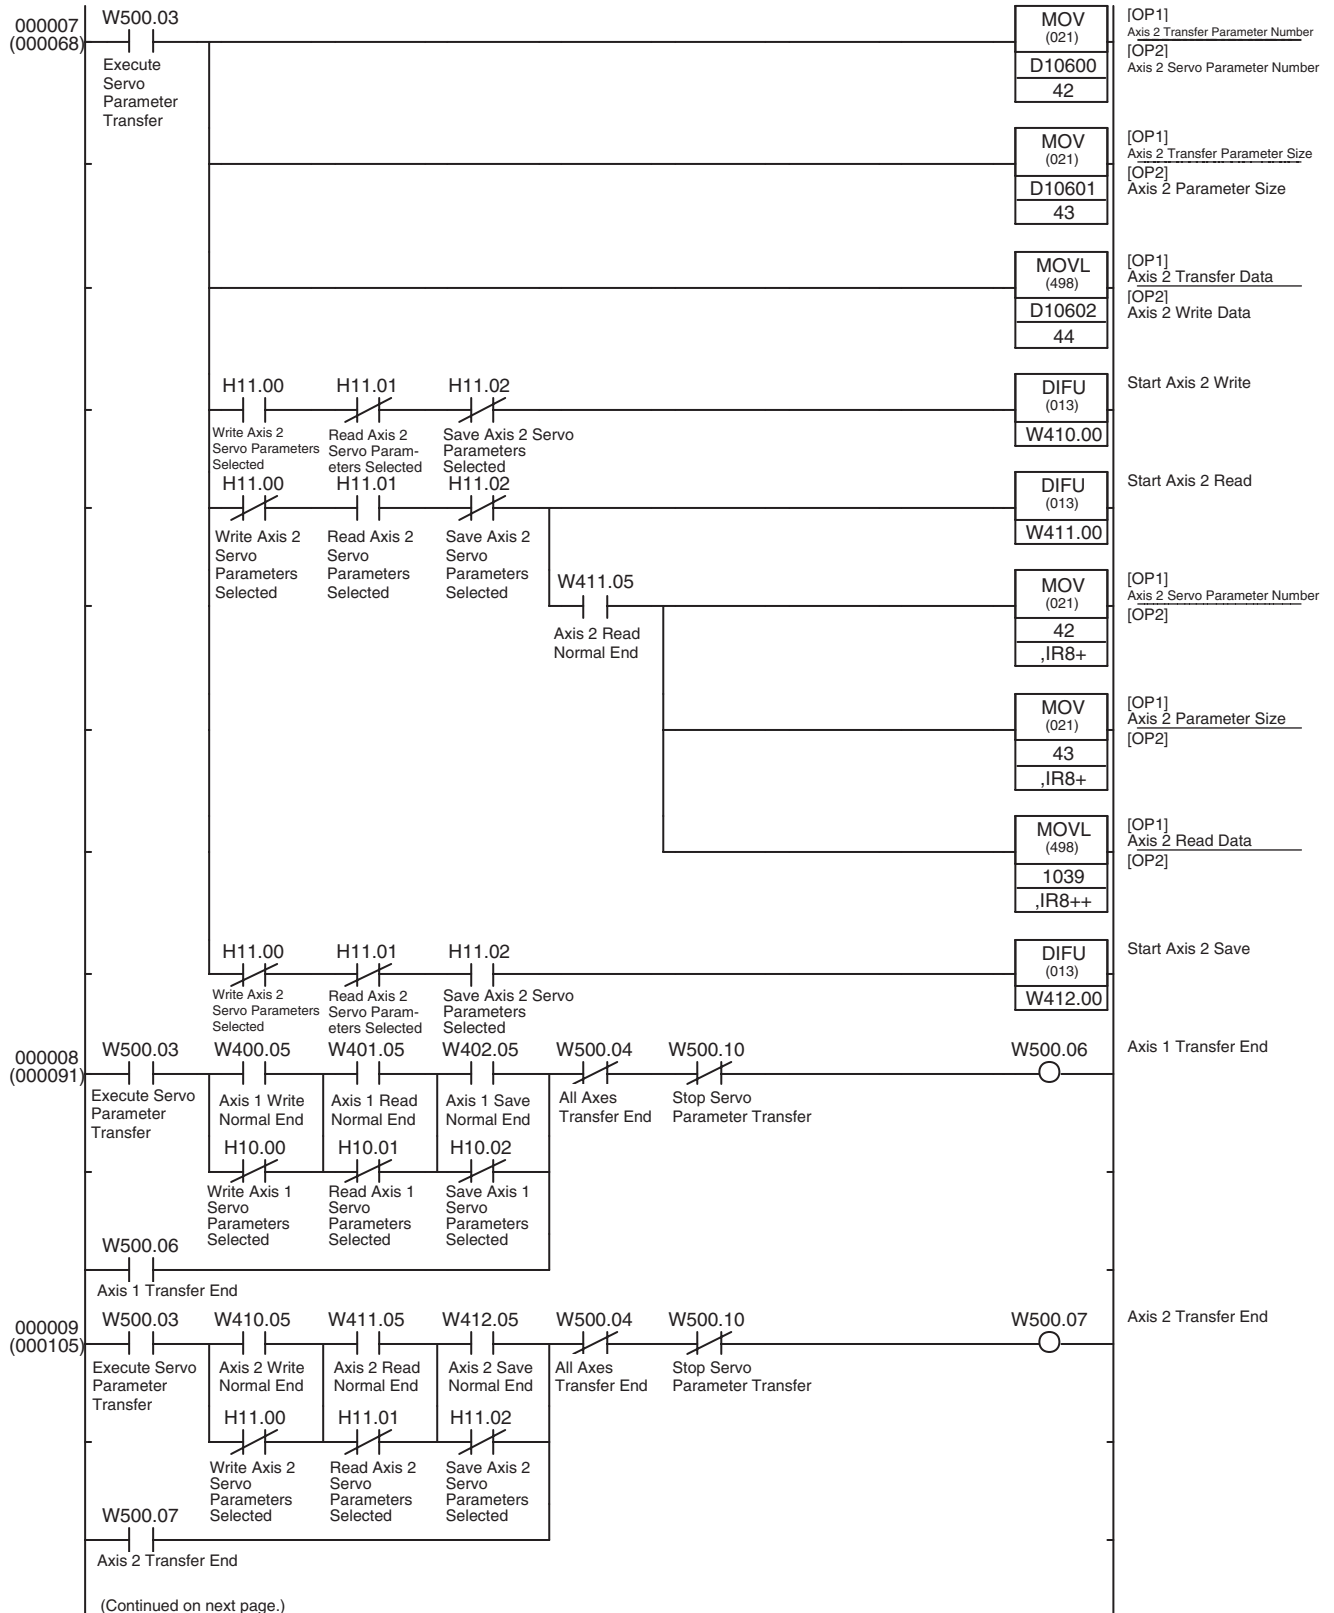 000007
(000068)
W500.03
Execute
Servo
Parameter
Transfer
MOV
(021)
D10600
42
[OP1]
Axis 2 Transfer Parameter Number
[OP2]
Axis 2 Servo Parameter Number
MOV
(021)
D10601
43
[OP1]
Axis 2 Transfer Parameter Size
[OP2]
Axis 2 Parameter Size
MOVL
(498)
D10602
44
[OP1]
Axis 2 Transfer Data
[OP2]
Axis 2 Write Data
H11.00
H11.01
H11.02
Write Axis 2
Servo Parameters
Selected
Read Axis 2
Servo Param-
eters Selected
Save Axis 2 Servo
Parameters
Selected
DIFU
(013)
W410.00
Start Axis 2 Write
H11.00
H11.01
H11.02
Write Axis 2
Servo
Parameters
Selected
Read Axis 2
Servo
Parameters
Selected
Save Axis 2
Servo
Parameters
Selected
DIFU
(013)
W411.00
Start Axis 2 Read
W411.05
Axis 2 Read
Normal End
MOV
(021)
42
,IR8+
[OP1]
Axis 2 Servo Parameter Number
[OP2]
MOV
(021)
43
,IR8+
[OP1]
Axis 2 Parameter Size
[OP2]
MOVL
(498)
1039
,IR8++
[OP1]
Axis 2 Read Data
[OP2]
H11.00
H11.01
H11.02
Write Axis 2
Servo Parameters
Selected
Read Axis 2
Servo Param-
eters Selected
Save Axis 2 Servo
Parameters
Selected
DIFU
(013)
W412.00
Start Axis 2 Save
000008
(000091)
W500.03
W400.05
W401.05
W402.05
W500.04
W500.10
W500.06
Axis 1 Transfer End
Execute Servo
Parameter
Transfer
Axis 1 Write
Normal End
Axis 1 Read
Normal End
Axis 1 Save
Normal End
All Axes
Transfer End
Stop Servo
Parameter Transfer
H10.00
H10.01
H10.02
Write Axis 1
Servo
Parameters
Selected
Read Axis 1
Servo
Parameters
Selected
Save Axis 1
Servo
Parameters
Selected
W500.06
Axis 1 Transfer End
000009
(000105)
W500.03
W410.05
W411.05
W412.05
W500.04
W500.10
W500.07
Axis 2 Transfer End
Execute Servo
Parameter
Transfer
Axis 2 Write
Normal End
Axis 2 Read
Normal End
Axis 2 Save
Normal End
All Axes
Transfer End
Stop Servo
Parameter Transfer
H11.00
H11.01
H11.02
Write Axis 2
Servo
Parameters
Selected
Read Axis 2
Servo
Parameters
Selected
Save Axis 2
Servo
Parameters
Selected
W500.07
Axis 2 Transfer End
(Continued on next page.)